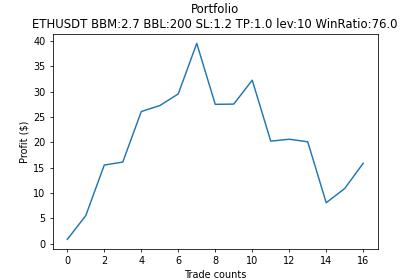 Portfolio
ETHUSDT BBM:2.7 BBL:200 SL:1.2 TP:1.0 lev:10 WinRatio:76.0
Profit ($)
40
35
30
25
20
15
10
5
0
0 2 4 6 8 10 12 14 16
Trade counts